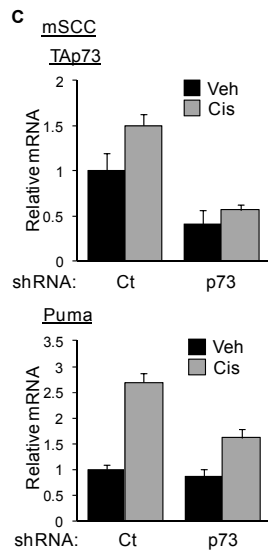 C
mSCC
TAp73
Relative mRNA
2
1.5
1
0.5
0
Veh
Cis
shRNA: Ct p73
Puma
Relative mRNA
3.5
3
2.5
2
1.5
1
0.5
0
Veh
Cis
shRNA: Ct p73